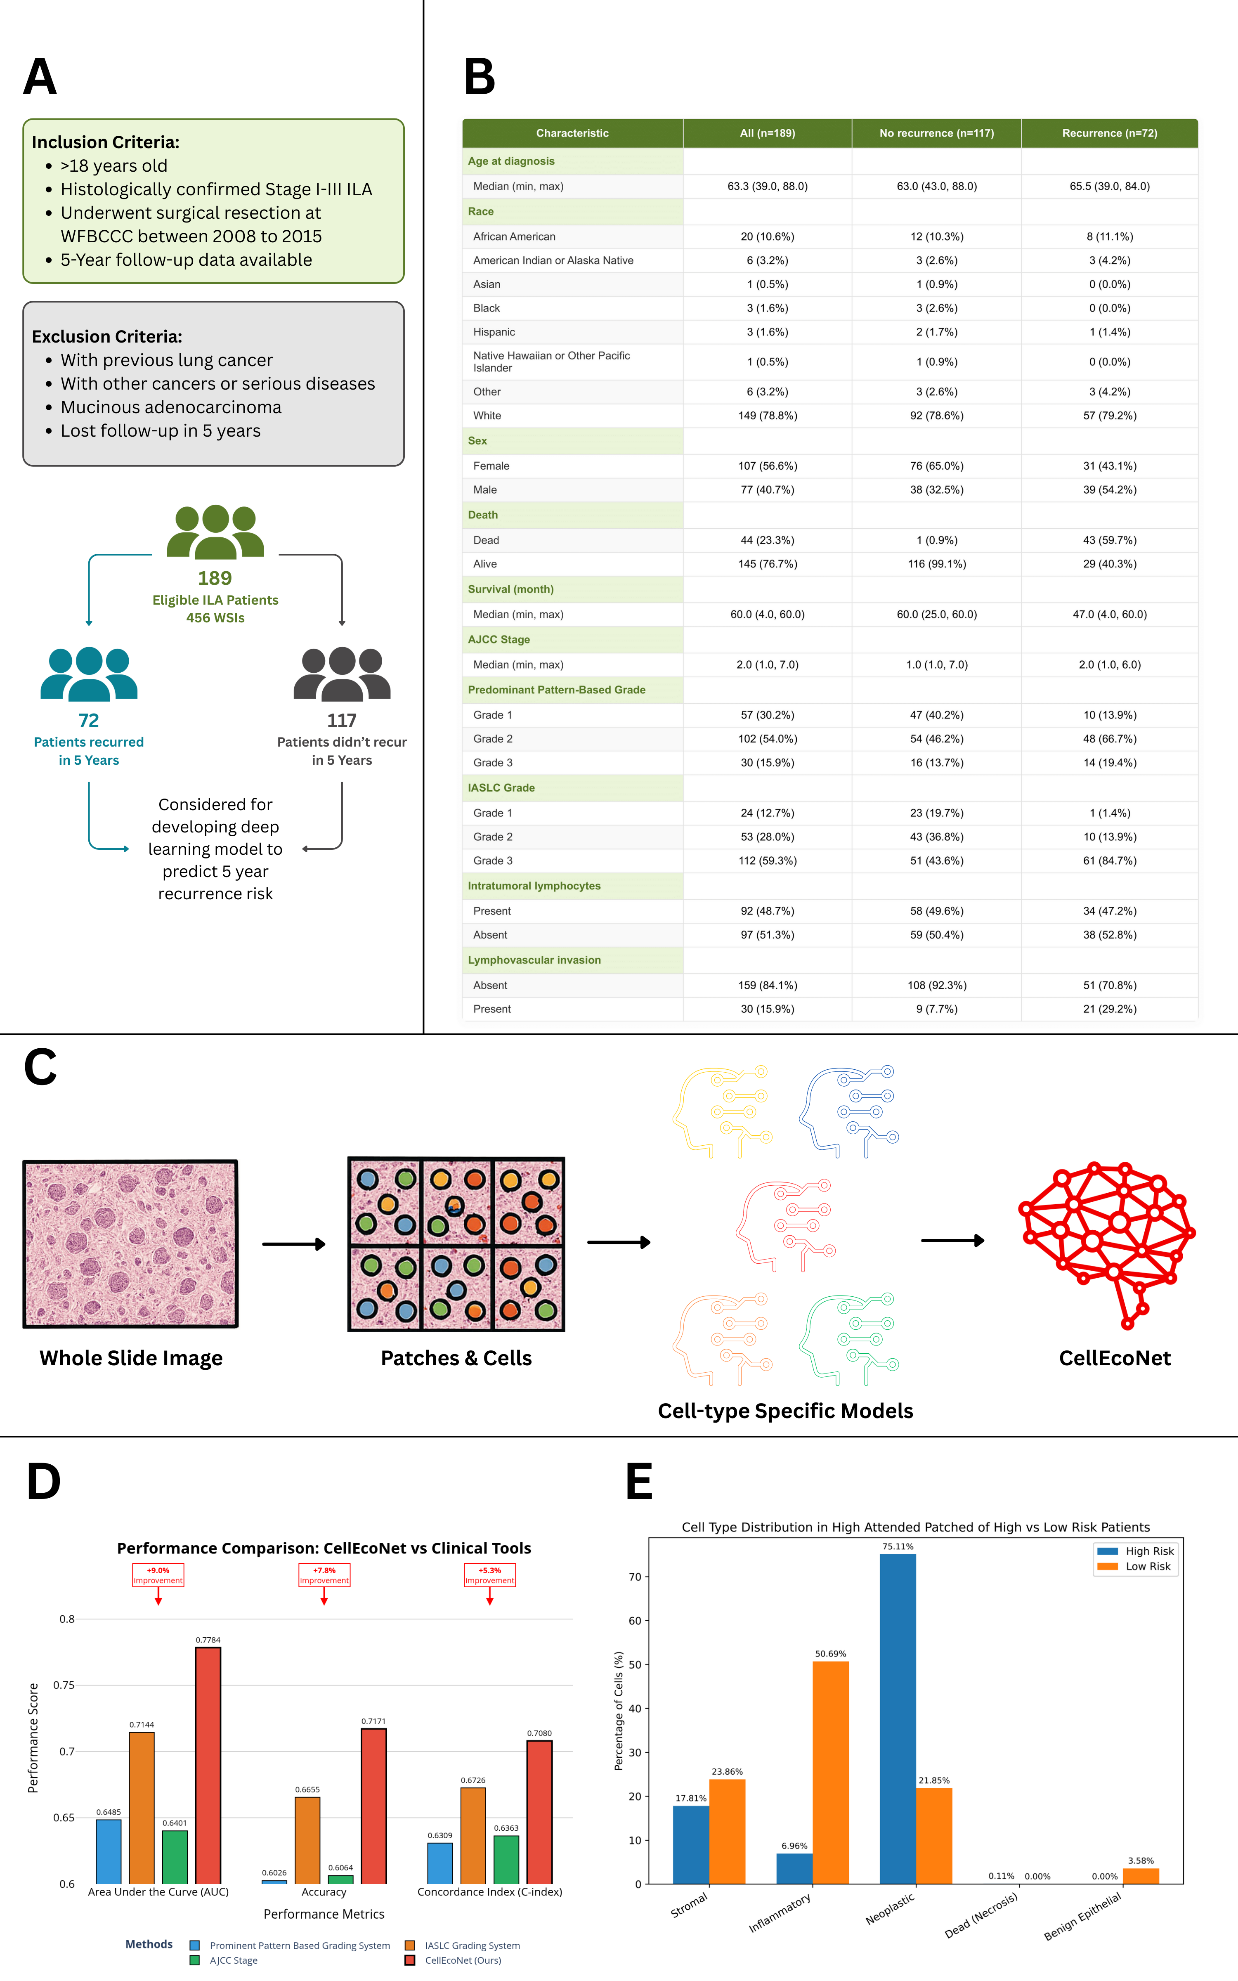 A
Inclusion Criteria:
• >18 years old
• Histologically confirmed Stage I-III ILA
• Underwent surgical resection at
WFBCCC between 2008 to 2015
• 5-Year follow-up data available
Exclusion Criteria:
• With previous lung cancer
• With other cancers or serious diseases
• Mucinous adenocarcinoma
• Lost follow-up in 5 years
189
Eligible ILA Patients
456 WSIs
72
Patients recurred
in 5 Years
117
Patients didn't recur
in 5 Years
Considered for
developing deep
learning model to
predict 5 year
recurrence risk
B
Characteristic All (n=189) No recurrence (n=117) Recurrence (n=72)
Age at diagnosis
Median (min, max) 63.3 (39.0, 88.0) 63.0 (43.0, 88.0) 65.5 (39.0, 84.0)
Race
African American 20 (10.6%) 12 (10.3%) 8 (11.1%)
American Indian or Alaska Native 6 (3.2%) 3 (2.6%) 3 (4.2%)
Asian 1 (0.5%) 1 (0.9%) 0 (0.0%)
Black 3 (1.6%) 3 (2.6%) 0 (0.0%)
Hispanic 3 (1.6%) 2 (1.7%) 1 (1.4%)
Native Hawaiian or Other Pacific
Islander 1 (0.5%) 1 (0.9%) 0 (0.0%)
Other 6 (3.2%) 3 (2.6%) 3 (4.2%)
White 149 (78.8%) 92 (78.6%) 57 (79.2%)
Sex
Female 107 (56.6%) 76 (65.0%) 31 (43.1%)
Male 77 (40.7%) 38 (32.5%) 39 (54.2%)
Death
Dead 44 (23.3%) 1 (0.9%) 43 (59.7%)
Alive 145 (76.7%) 116 (99.1%) 29 (40.3%)
Survival (month)
Median (min, max) 60.0 (4.0, 60.0) 60.0 (25.0, 60.0) 47.0 (4.0, 60.0)
AJCC Stage
Median (min, max) 2.0 (1.0, 7.0) 1.0 (1.0, 7.0) 2.0 (1.0, 6.0)
Predominant Pattern-Based Grade
Grade 1 57 (30.2%) 47 (40.2%) 10 (13.9%)
Grade 2 102 (54.0%) 54 (46.2%) 48 (66.7%)
Grade 3 30 (15.9%) 16 (13.7%) 14 (19.4%)
IASLC Grade
Grade 1 24 (12.7%) 23 (19.7%) 1 (1.4%)
Grade 2 53 (28.0%) 43 (36.8%) 10 (13.9%)
Grade 3 112 (59.3%) 51 (43.6%) 61 (84.7%)
Intratumoral lymphocytes
Present 92 (48.7%) 58 (49.6%) 34 (47.2%)
Absent 97 (51.3%) 59 (50.4%) 38 (52.8%)
Lymphovascular invasion
Absent 159 (84.1%) 108 (92.3%) 51 (70.8%)
Present 30 (15.9%) 9 (7.7%) 21 (29.2%)
C
Whole Slide Image
Patches & Cells
Cell-type Specific Models
CellEcoNet
D
Performance Comparison: CellEcoNet vs Clinical Tools
+9.0%
improvement
+7.8%
improvement
+5.3%
improvement
Performance Score
0.8
0.75
0.7
0.65
0.6
0.6485
0.7144
0.6401
0.7784
0.6026
0.6655
0.6064
0.7171
0.6309
0.6726
0.6363
0.7080
Area Under the Curve (AUC) Accuracy Concordance Index (C-index)
Performance Metrics
Methods Prominent Pattern Based Grading System IASLC Grading System
AJCC Stage CellEcoNet (Ours)
E
Cell Type Distribution in High Attended Patched of High vs Low Risk Patients
High Risk
Low Risk
Percentage of Cells (%)
70
60
50
40
30
20
10
0
17.81%
23.86%
6.96%
50.69%
75.11%
21.85%
0.11%
0.00%
0.00%
3.58%
Stromal
Inflammatory
Neoplastic
Dead (Necrosis)
Benign Epithelial